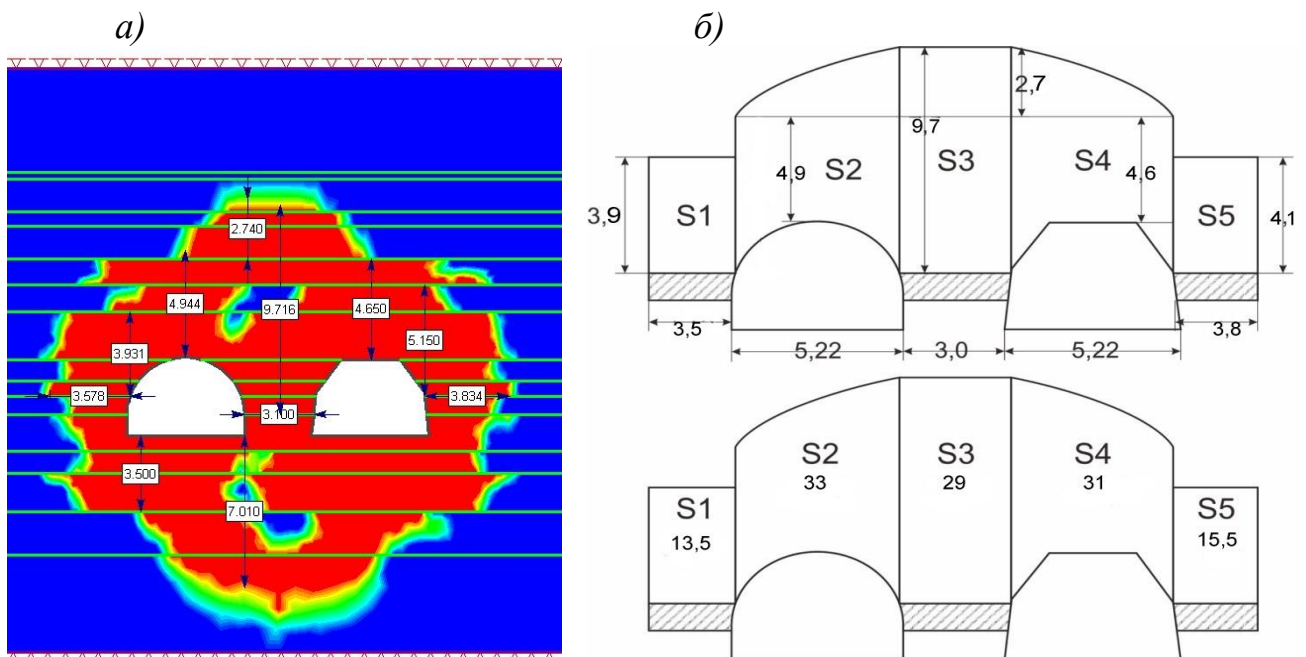 а)
б)
2.740
4.944
9.716
4.650
5.150
3.931
3.578
3.100
3.834
3.500
7.010
2,7
9,7
S2
S3
S4
4,9
4,6
3,9
S1
S5
4,1
3,5
3,8
5,22
3,0
5,22
S2
S3
S4
33
29
31
S1
S5
13,5
15,5